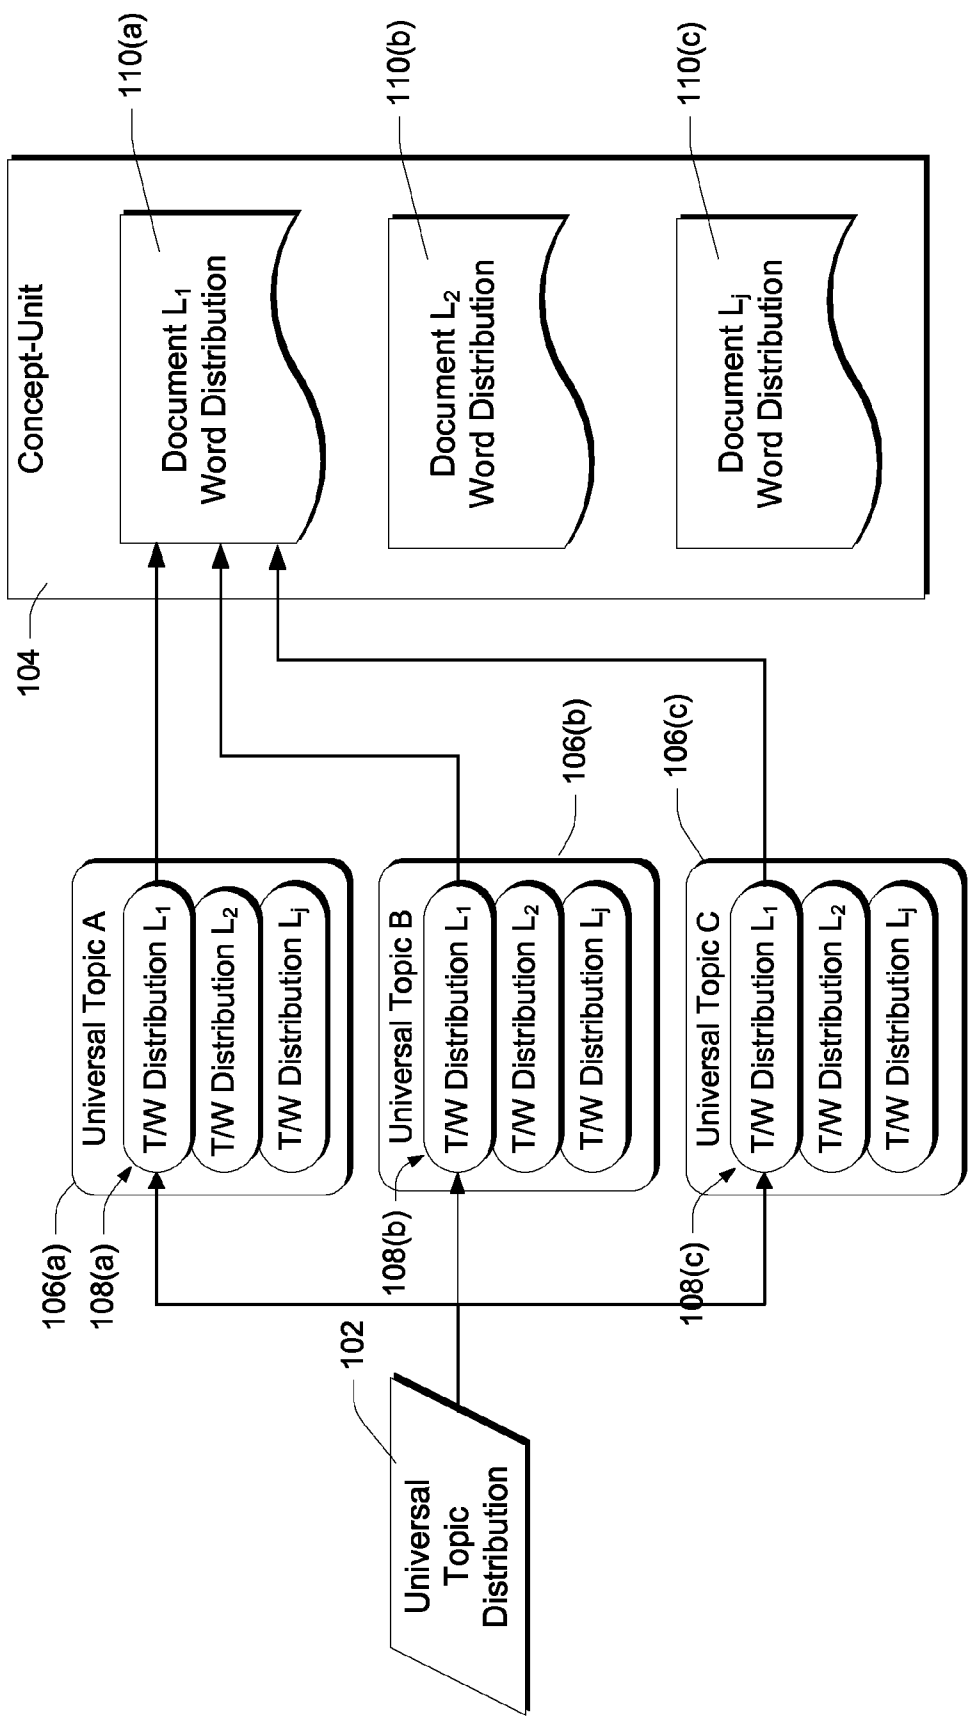 Universal
Topic
Distribution
102
106(a)
108(a)
Universal Topic A
T/W Distribution L₁
T/W Distribution L₂
T/W Distribution Lⱼ
108(b)
Universal Topic B
T/W Distribution L₁
T/W Distribution L₂
T/W Distribution Lⱼ
106(b)
108(c)
Universal Topic C
T/W Distribution L₁
T/W Distribution L₂
T/W Distribution Lⱼ
106(c)
104
Concept-Unit
Document L₁
Word Distribution
110(a)
Document L₂
Word Distribution
110(b)
Document Lⱼ
Word Distribution
110(c)